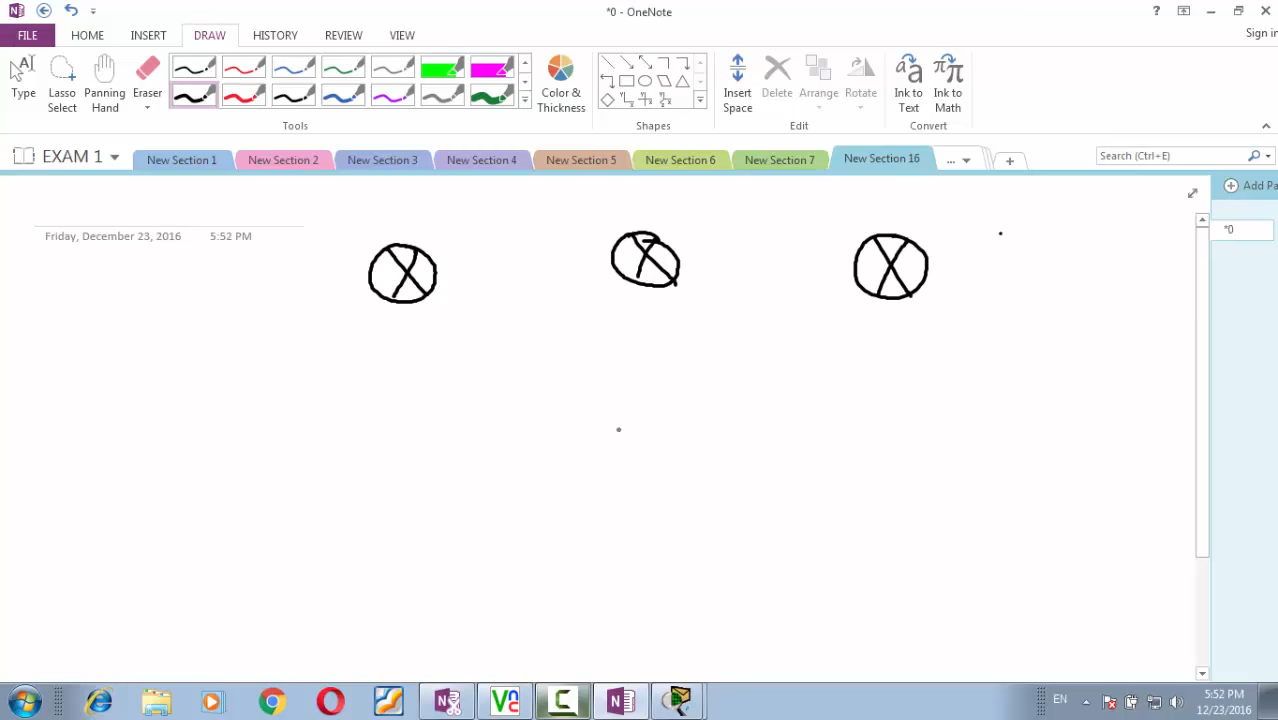 *0 - OneNote
?
Sign in
FILE HOME INSERT DRAW HISTORY REVIEW VIEW
Type
Lasso Select
Panning Hand
Eraser
Color & Thickness
Insert Space
Delete
Arrange
Rotate
Ink to Text
Ink to Math
Tools Shapes Edit Convert
EXAM 1 New Section 1 New Section 2 New Section 3 New Section 4 New Section 5 New Section 6 New Section 7 New Section 16 ... Search (Ctrl+E)
Add Pa
*0
Friday, December 23, 2016 5:52 PM
EN
5:52 PM
12/23/2016